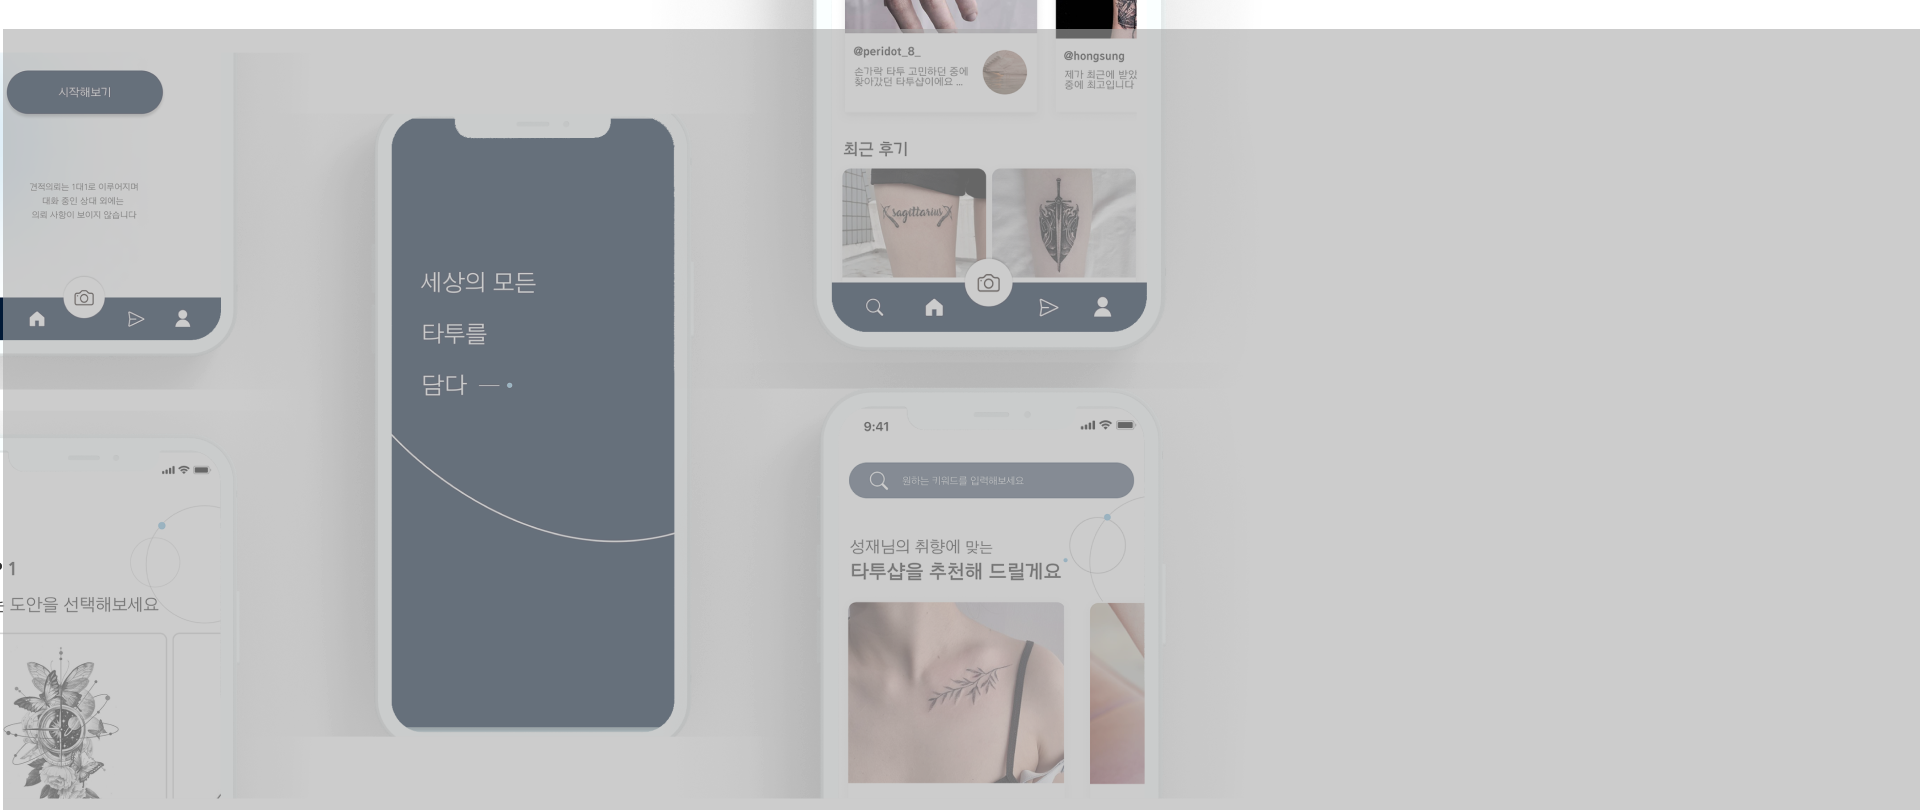 시작해보기
견적의뢰는 1대1로 이루어지며
대화 중인 상대 외에는
의뢰 사항이 보이지 않습니다
1
도안을 선택해보세요
세상의 모든
타투를
담다
@peridot_8_
손가락 타투 고민하던 중에
찾아갔던 타투샵이에요 ...
@hongsung
제가 최근에 받았
중에 최고입니다
최근 후기
sagittarius
9:41
원하는 키워드를 입력해보세요
성재님의 취향에 맞는
타투샵을 추천해 드릴게요